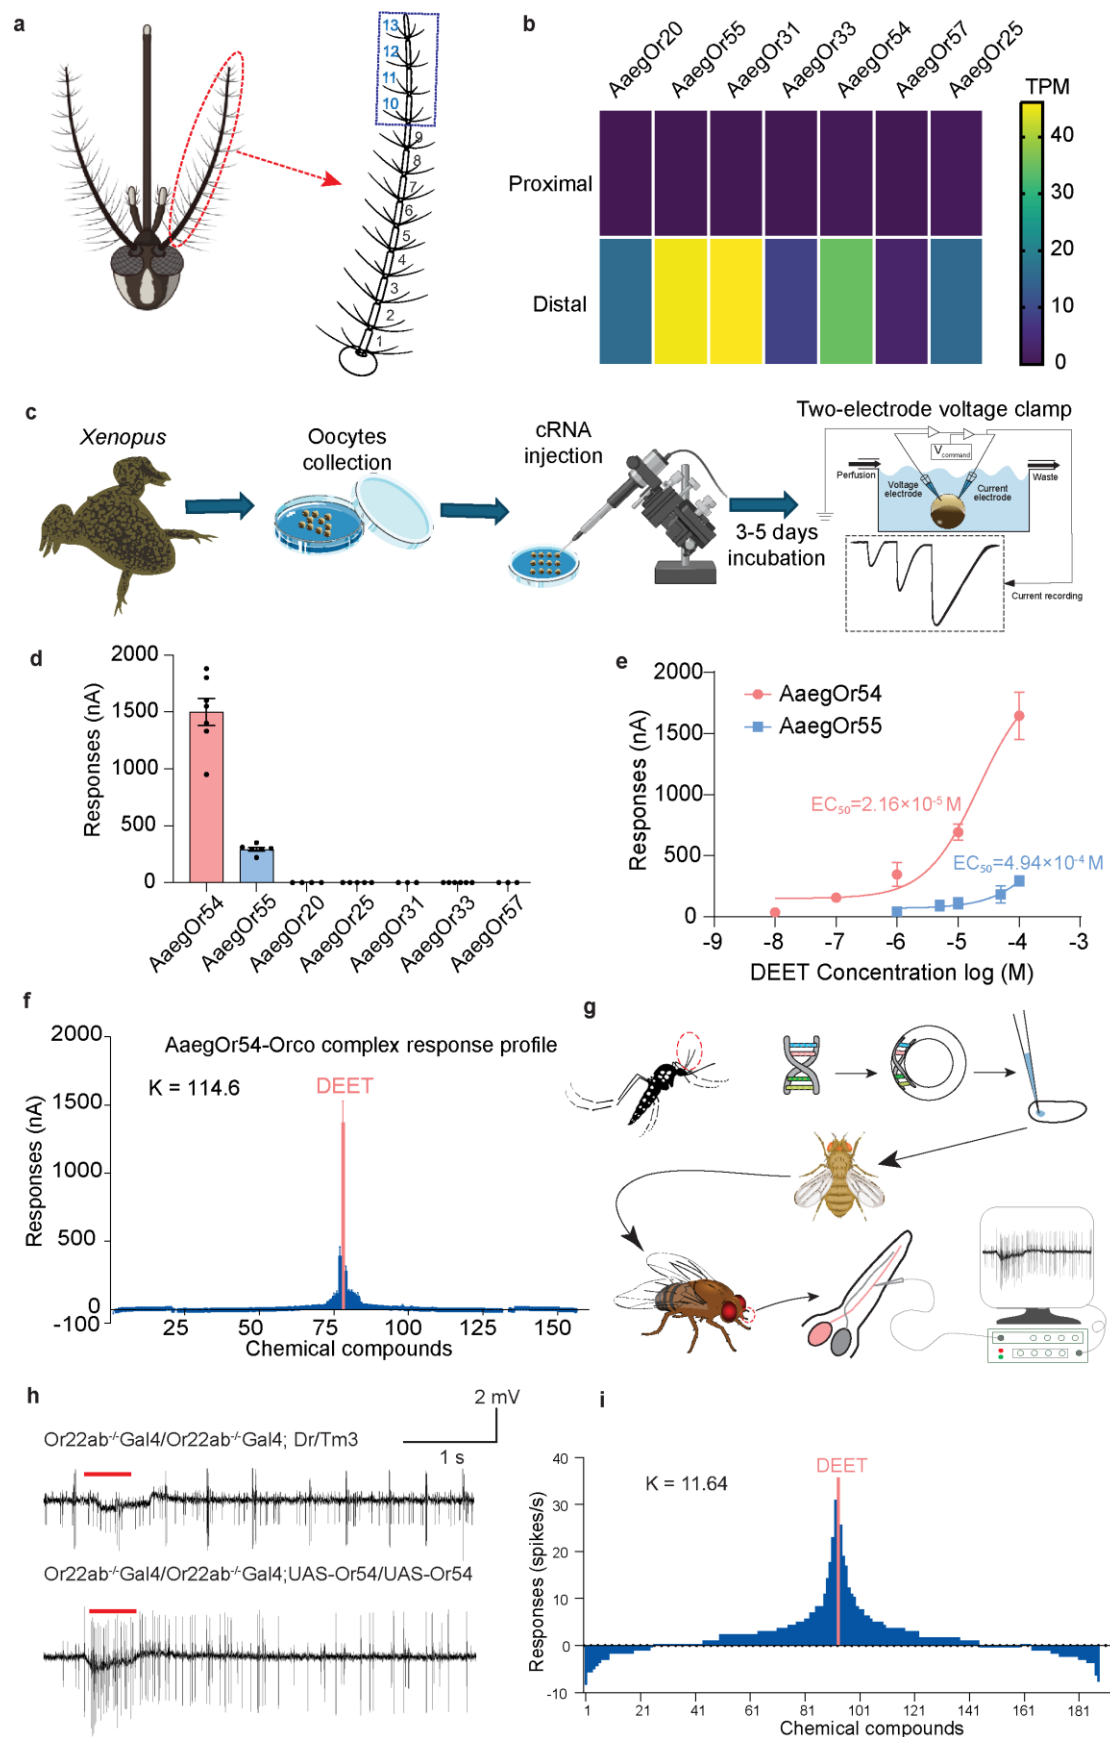 a
13
12
11
10
9
8
7
6
5
4
3
2
1
b
AaegOr20
AaegOr55
AaegOr31
AaegOr33
AaegOr54
AaegOr57
AaegOr25
TPM
40
30
20
10
0
Proximal
Distal
c
Xenopus
Oocytes
collection
cRNA
injection
3-5 days
incubation
Two-electrode voltage clamp
Vcommand
Perfusion
Waste
Voltage
electrode
Current
electrode
Current recording
d
Responses (nA)
2000
1500
1000
500
0
AaegOr54
AaegOr55
AaegOr20
AaegOr25
AaegOr31
AaegOr33
AaegOr57
e
Responses (nA)
2000
1500
1000
500
0
AaegOr54
AaegOr55
EC₅₀=2.16×10⁻⁵ M
EC₅₀=4.94×10⁻⁴ M
-9 -8 -7 -6 -5 -4 -3
DEET Concentration log (M)
f
AaegOr54-Orco complex response profile
K = 114.6
DEET
Responses (nA)
2000
1500
1000
500
0
-100
25 50 75 100 125 150
Chemical compounds
g
h
2 mV
1 s
Or22ab⁻/⁻Gal4/Or22ab⁻/⁻Gal4; Dr/Tm3
Or22ab⁻/⁻Gal4/Or22ab⁻/⁻Gal4;UAS-Or54/UAS-Or54
i
K = 11.64
DEET
Responses (spikes/s)
40
30
20
10
0
-10
1 21 41 61 81 101 121 141 161 181
Chemical compounds